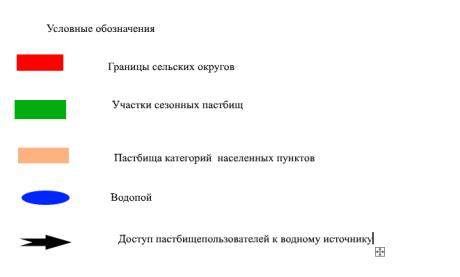 Условные обозначения
Границы сельских округов
Участки сезонных пастбищ
Пастбища категорий населенных пунктов
Водопой
Доступ пастбищепользователей к водному источнику